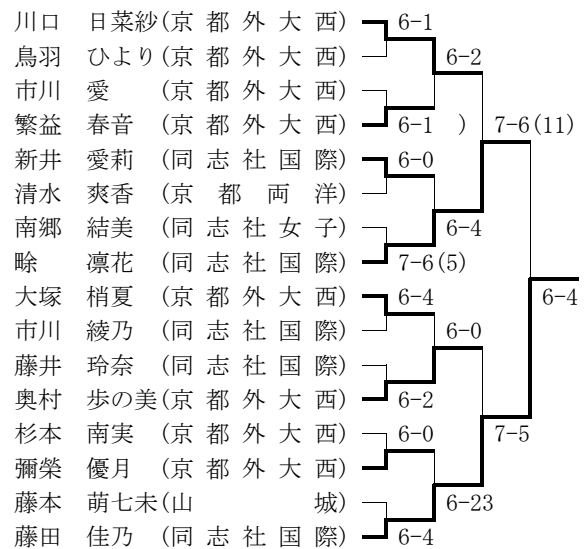 川口 日菜紗(京都外大西) 6-1
鳥羽 ひより(京都外大西) 6-2
市川 愛 (京都外大西)
繁益 春音 (京都外大西) 6-1 ) 7-6(11)
新井 愛莉 (同志社国際) 6-0
清水 爽香 (京都両洋)
南郷 結美 (同志社女子) 6-4
畭 凛花 (同志社国際) 7-6(5)
大塚 梢夏 (京都外大西) 6-4 6-4
市川 綾乃 (同志社国際) 6-0
藤井 玲奈 (同志社国際)
奥村 歩の美(京都外大西) 6-2
杉本 南実 (京都外大西) 6-0 7-5
彌榮 優月 (京都外大西)
藤本 萌七未(山城) 6-23
藤田 佳乃 (同志社国際) 6-4